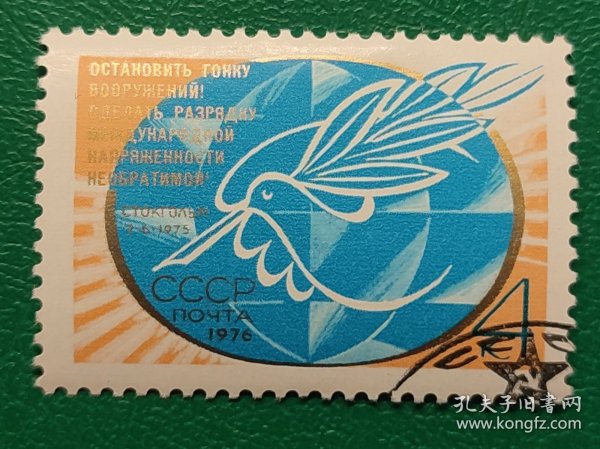 ОСТАНОВИТЬ ГОНКУ
ВООРУЖЕНИЙ!
СДЕЛАТЬ РАЗРЯДКУ
МЕЖДУНАРОДНОЙ
НАПРЯЖЕННОСТИ
НЕОБРАТИМОЙ!
СТОКГОЛЬМ
2-6-1975
СССР
ПОЧТА
1976
4
К
孔夫子旧书网
www.kongfz.com